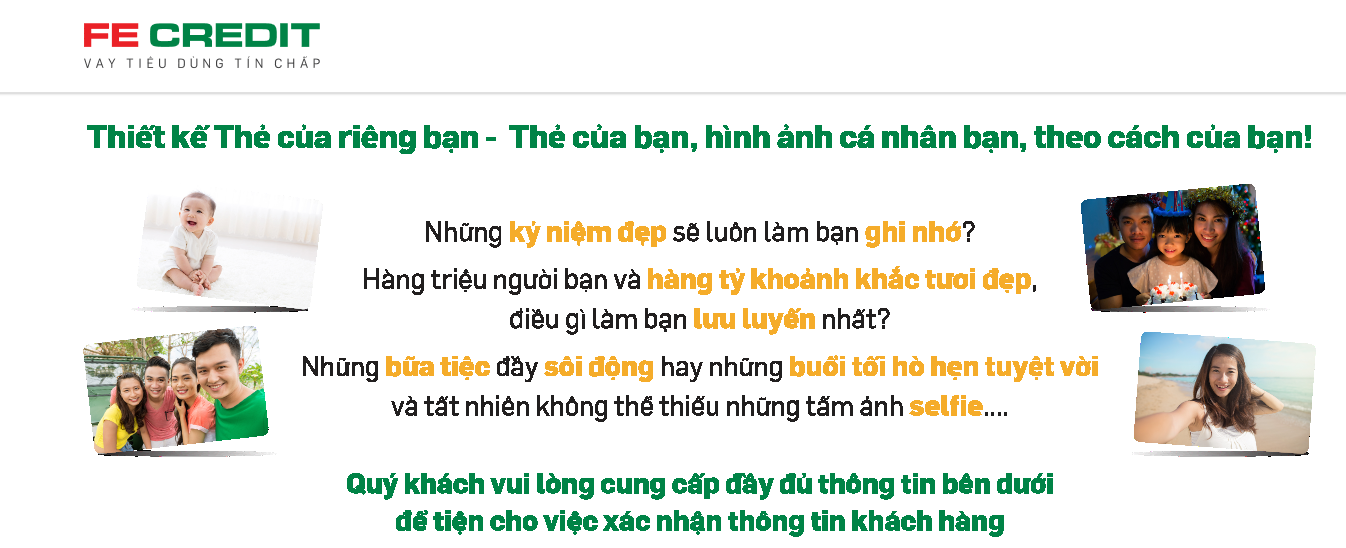 FE CREDIT
VAY TIÊU DÙNG TÍN CHẤP
Thiết kế Thẻ của riêng bạn - Thẻ của bạn, hình ảnh cá nhân bạn, theo cách của bạn!
Những kỷ niệm đẹp sẽ luôn làm bạn ghi nhớ?
Hàng triệu người bạn và hàng tỷ khoảnh khắc tươi đẹp,
điều gì làm bạn lưu luyến nhất?
Những bữa tiệc đầy sôi động hay những buổi tối hò hẹn tuyệt vời
và tất nhiên không thể thiếu những tấm ảnh selfie....
Quý khách vui lòng cung cấp đầy đủ thông tin bên dưới
để tiện cho việc xác nhận thông tin khách hàng